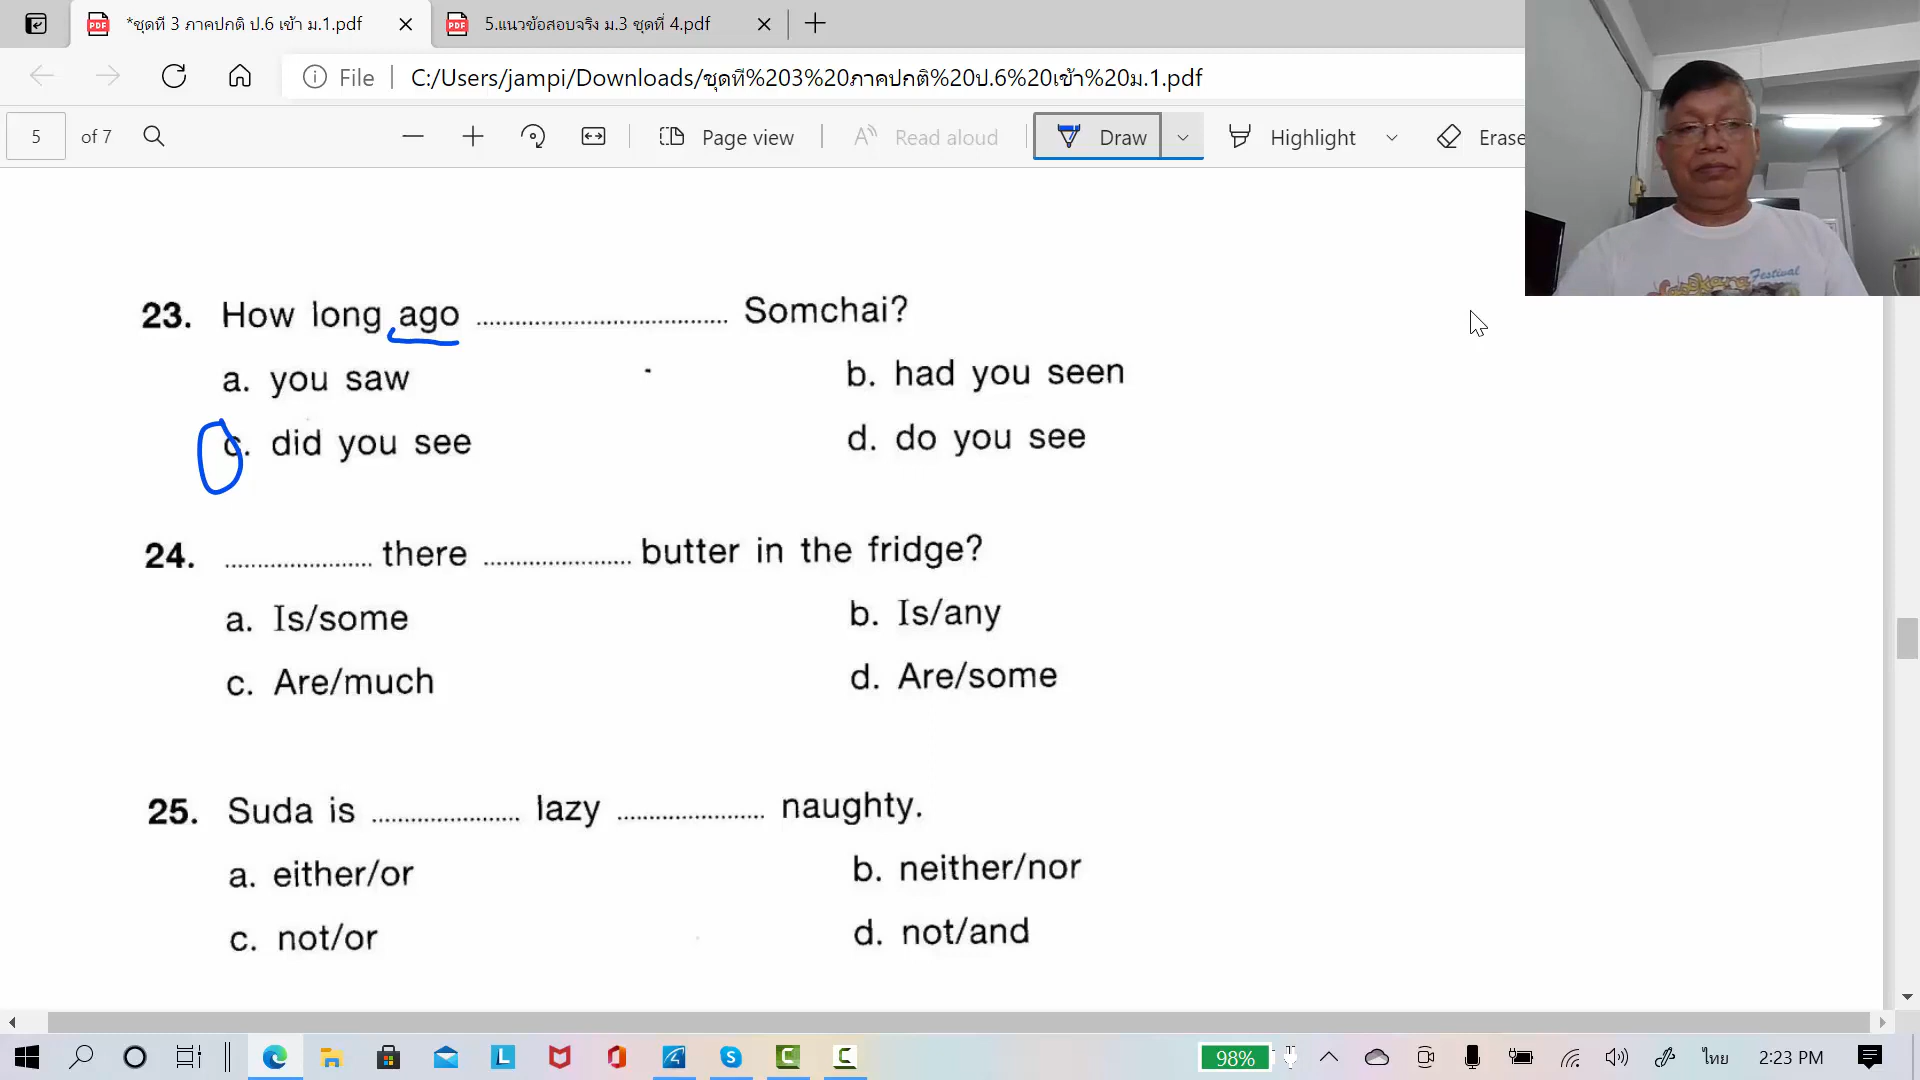 *ชุดที่ 3 ภาคปกติ ป.6 เข้า ม.1.pdf
5.แนวข้อสอบจริง ม.3 ชุดที่ 4.pdf
File C:/Users/jampi/Downloads/ชุดที่%203%20ภาคปกติ%20ป.6%20เข้า%20ม.1.pdf
5 of 7 Page view Read aloud Draw Highlight Erase
Festival
23. How long ago .................................... Somchai?
a. you saw b. had you seen
c. did you see d. do you see
24. ..................... there ..................... butter in the fridge?
a. Is/some b. Is/any
c. Are/much d. Are/some
25. Suda is ..................... lazy ..................... naughty.
a. either/or b. neither/nor
c. not/or d. not/and
98% ไทย 2:23 PM